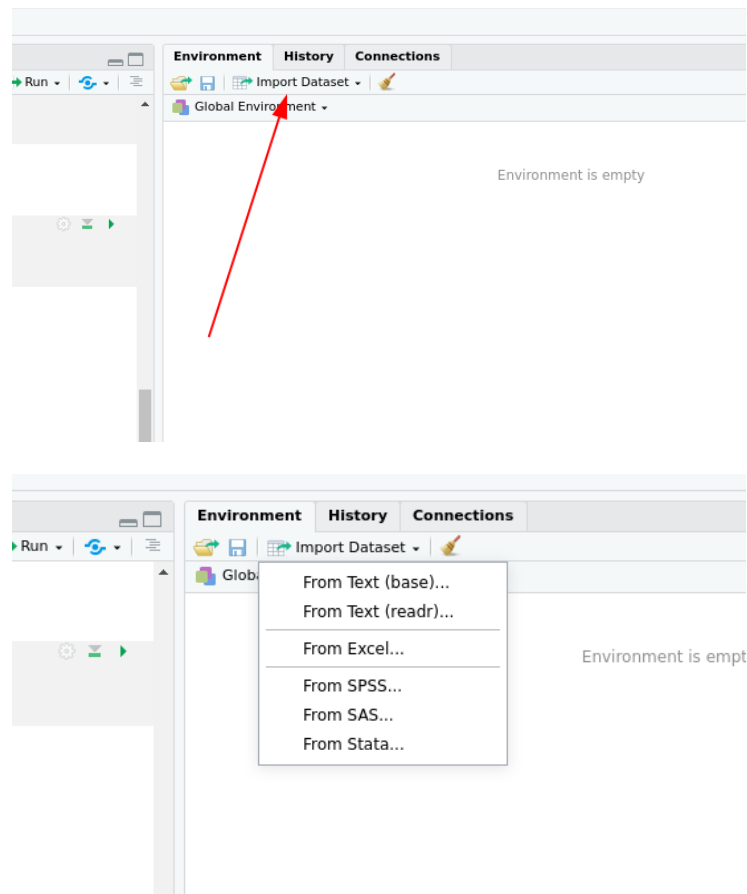 Environment History Connections
Run Import Dataset
Global Environment
Environment is empty
Environment History Connections
Run Import Dataset
Glob
From Text (base)...
From Text (readr)...
From Excel...
Environment is empt
From SPSS...
From SAS...
From Stata...